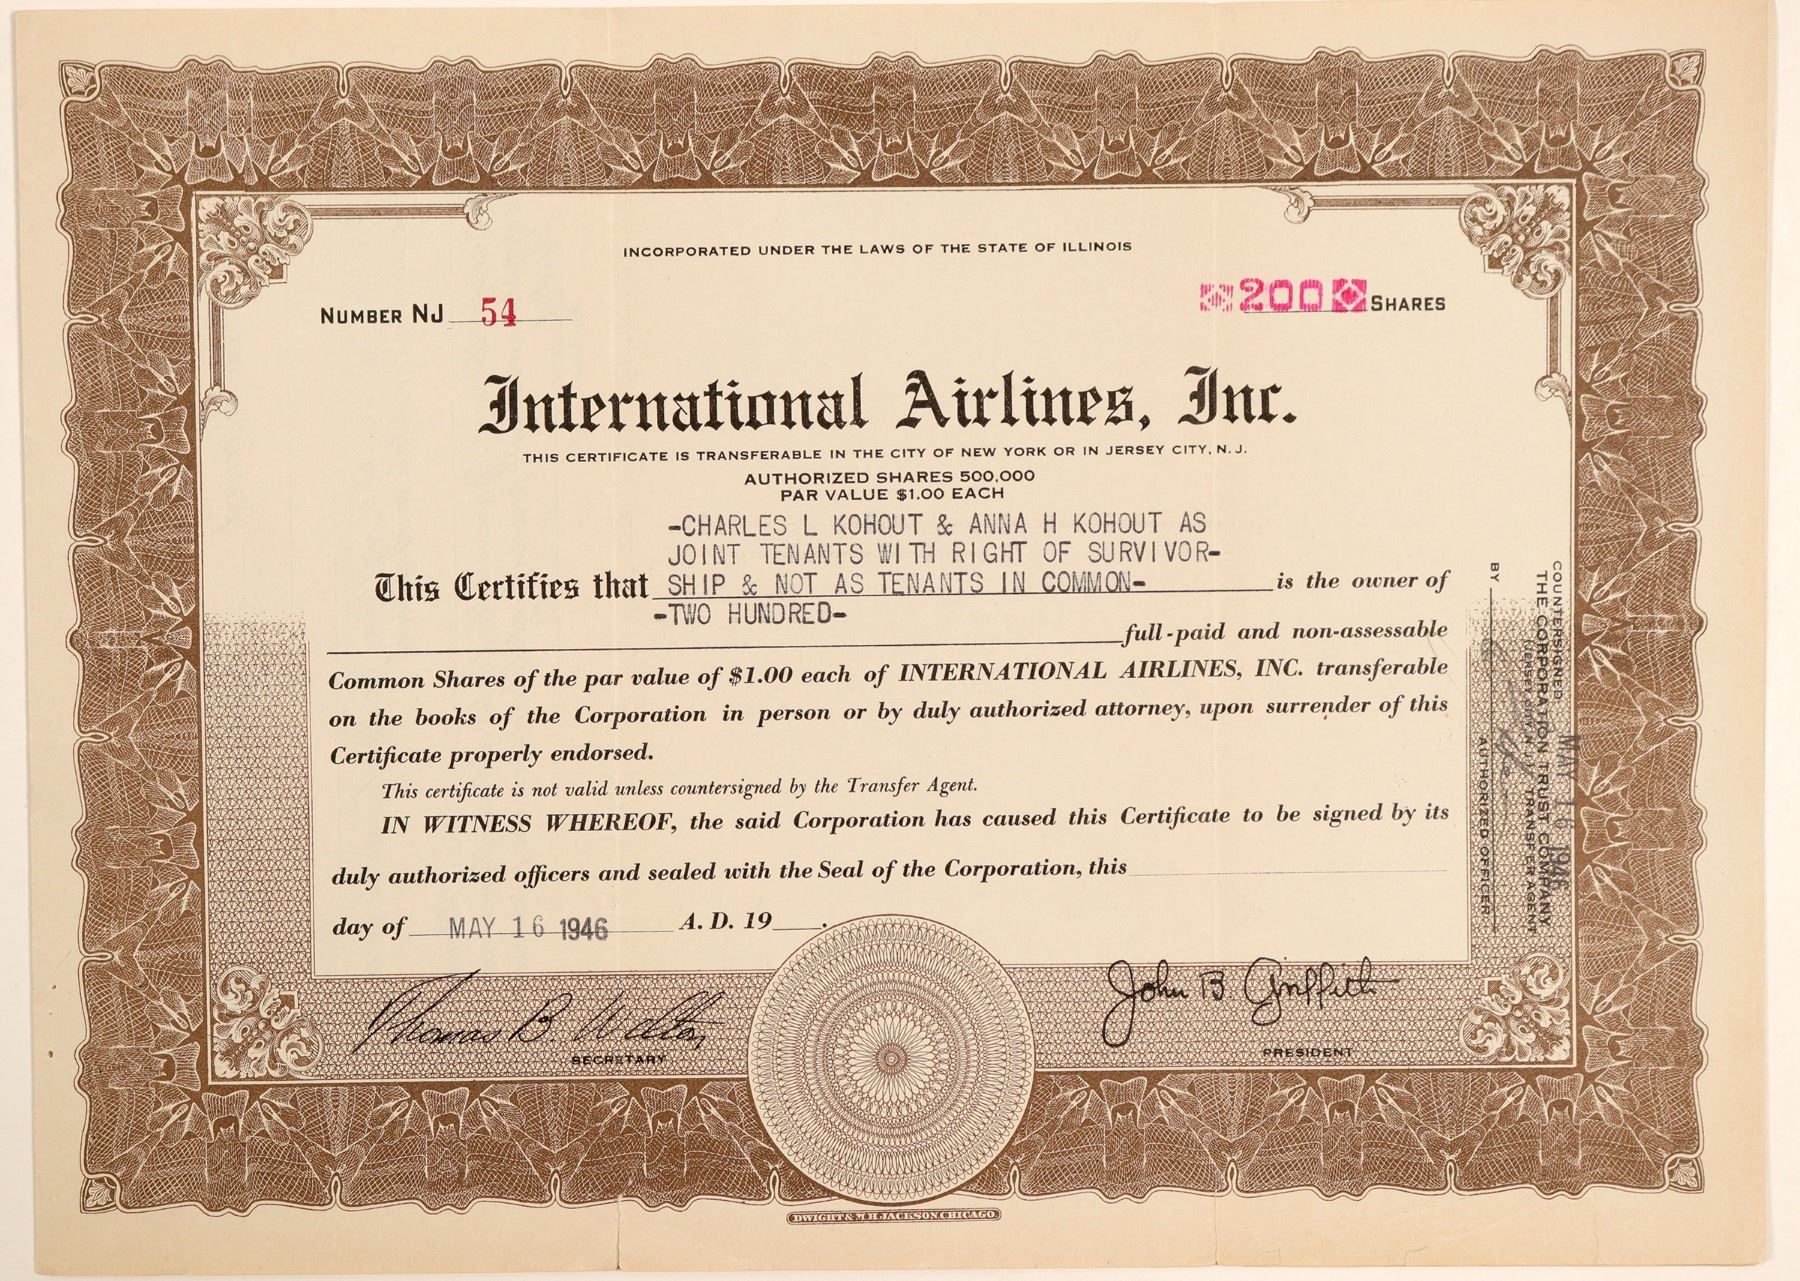 INCORPORATED UNDER THE LAWS OF THE STATE OF ILLINOIS
NUMBER NJ 54
200 SHARES
International Airlines, Inc.
THIS CERTIFICATE IS TRANSFERABLE IN THE CITY OF NEW YORK OR IN JERSEY CITY, N. J.
AUTHORIZED SHARES 500,000
PAR VALUE $1.00 EACH
-CHARLES L KOHOUT & ANNA H KOHOUT AS
JOINT TENANTS WITH RIGHT OF SURVIVOR-
This Certifies that SHIP & NOT AS TENANTS IN COMMON- is the owner of
-TWO HUNDRED-
full-paid and non-assessable
Common Shares of the par value of $1.00 each of INTERNATIONAL AIRLINES, INC. transferable
on the books of the Corporation in person or by duly authorized attorney, upon surrender of this
Certificate properly endorsed.
This certificate is not valid unless countersigned by the Transfer Agent.
IN WITNESS WHEREOF, the said Corporation has caused this Certificate to be signed by its
duly authorized officers and sealed with the Seal of the Corporation, this
day of MAY 16 1946 A. D. 19 .
Thomas B. Walton
SECRETARY
John B Griffith
PRESIDENT
COUNTERSIGNED MAY 16 1946
THE CORPORATION TRUST COMPANY
TRANSFER AGENT
BY
AUTHORIZED OFFICER
DWIGHT & M.H. JACKSON, CHICAGO